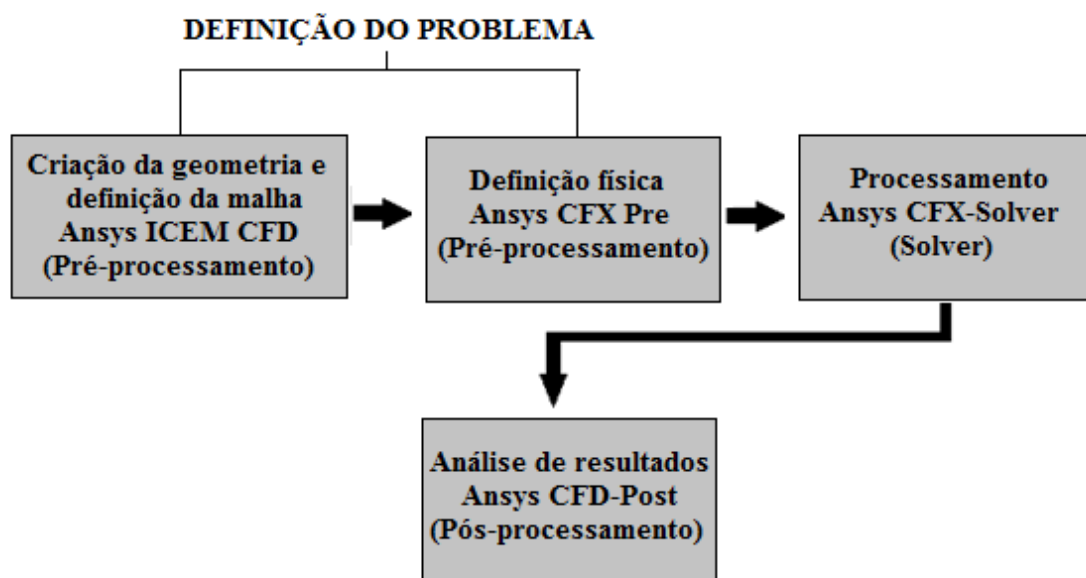 DEFINIÇÃO DO PROBLEMA
Criação da geometria e
definição da malha
Ansys ICEM CFD
(Pré-processamento)
Definição física
Ansys CFX Pre
(Pré-processamento)
Processamento
Ansys CFX-Solver
(Solver)
Análise de resultados
Ansys CFD-Post
(Pós-processamento)